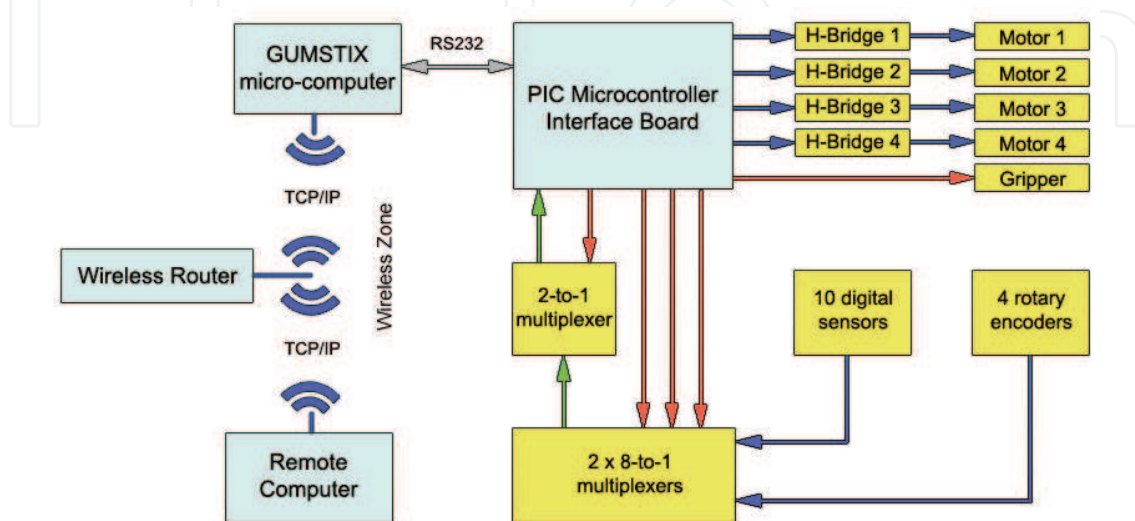 GUMSTIX
micro-computer
RS232
PIC Microcontroller
Interface Board
H-Bridge 1
Motor 1
H-Bridge 2
Motor 2
H-Bridge 3
Motor 3
H-Bridge 4
Motor 4
Gripper
TCP/IP
Wireless Zone
Wireless Router
TCP/IP
2-to-1
multiplexer
10 digital
sensors
4 rotary
encoders
Remote
Computer
2 x 8-to-1
multiplexers